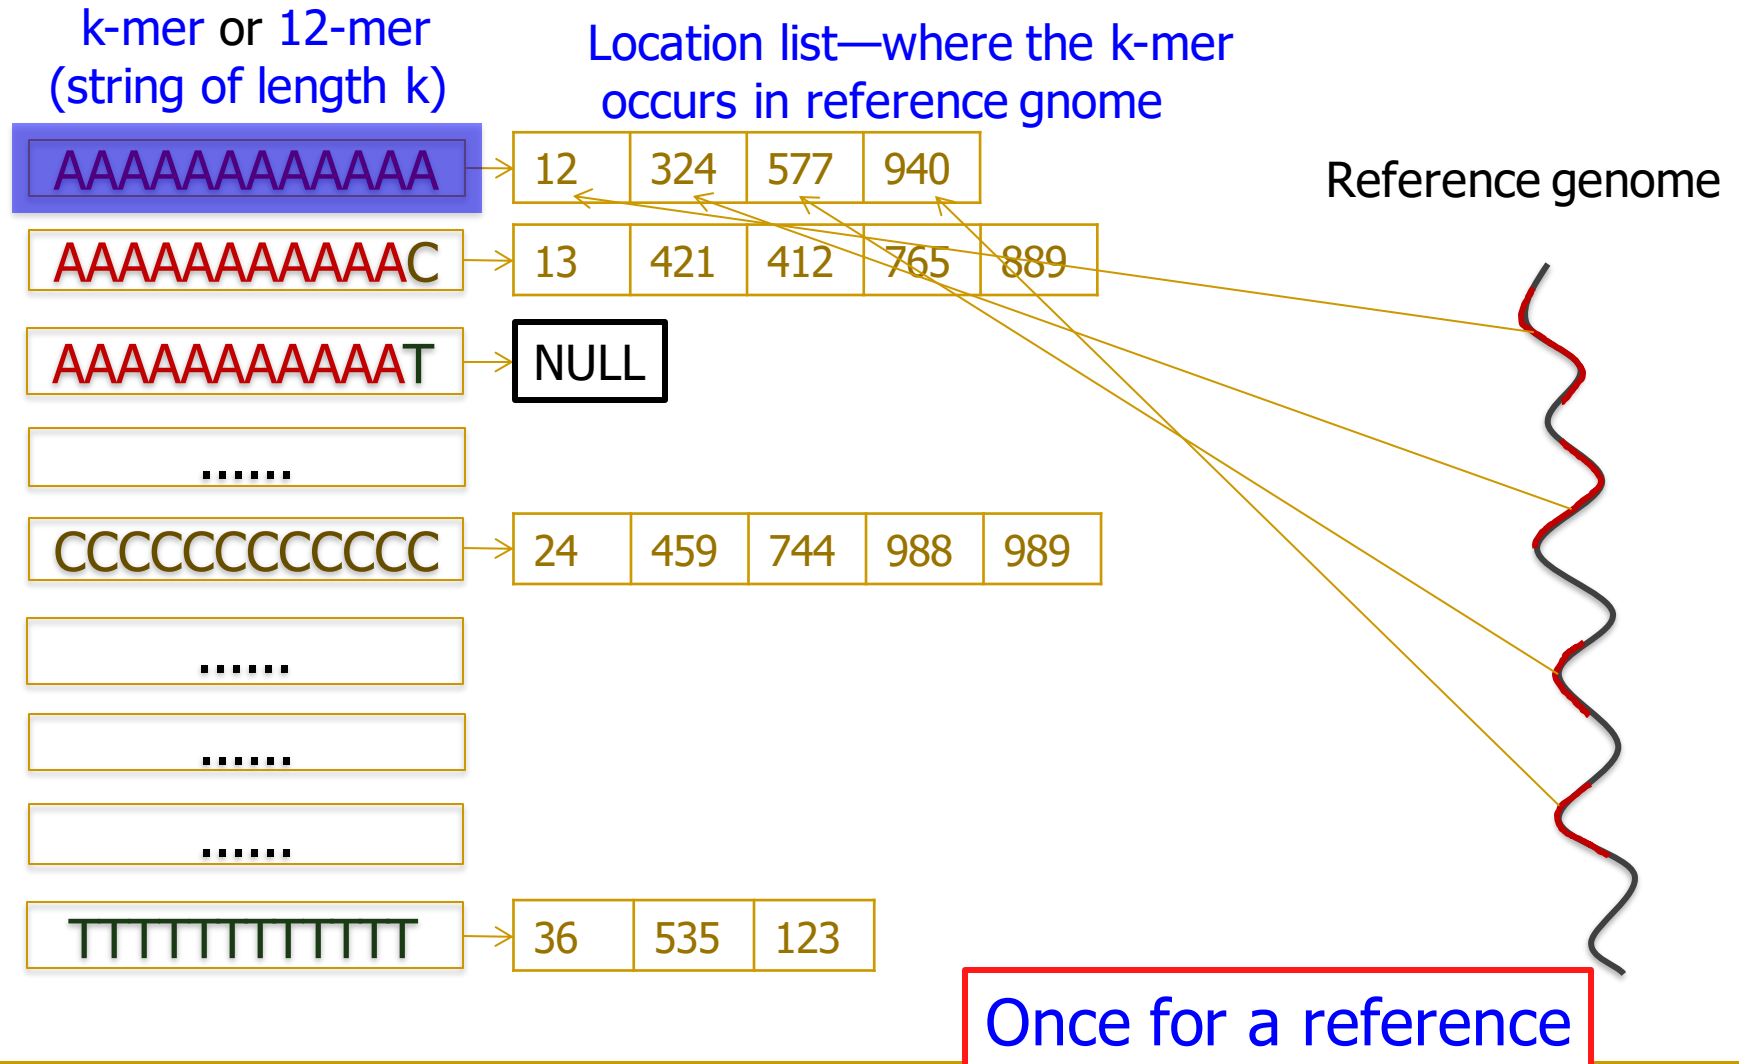 k-mer or 12-mer
(string of length k)
Location list—where the k-mer
occurs in reference gnome
Reference genome
AAAAAAAAAAAA 12 324 577 940
AAAAAAAAAAAC 13 421 412 765 889
AAAAAAAAAAAT NULL
......
CCCCCCCCCCCC 24 459 744 988 989
......
......
......
TTTTTTTTTTTT 36 535 123
Once for a reference